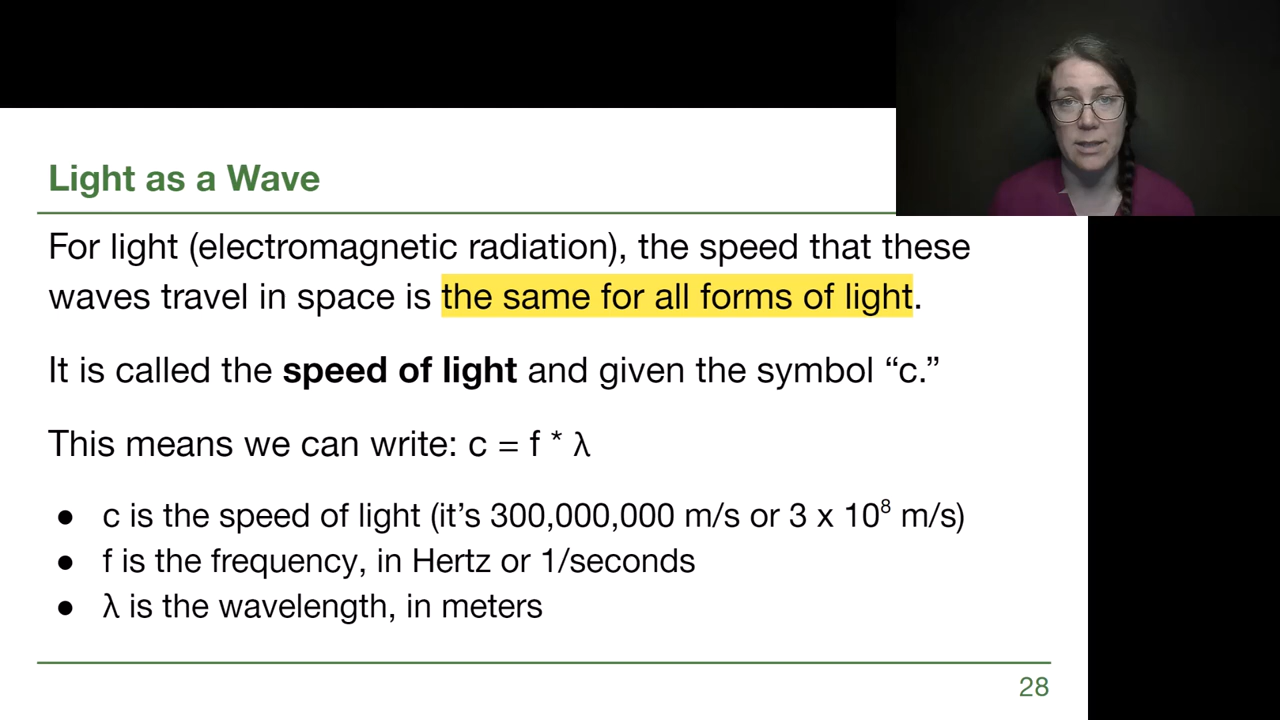 Light as a Wave
For light (electromagnetic radiation), the speed that these
waves travel in space is the same for all forms of light.
It is called the speed of light and given the symbol “c.”
This means we can write: c = f * λ
● c is the speed of light (it’s 300,000,000 m/s or 3 x 10⁸ m/s)
● f is the frequency, in Hertz or 1/seconds
● λ is the wavelength, in meters
28